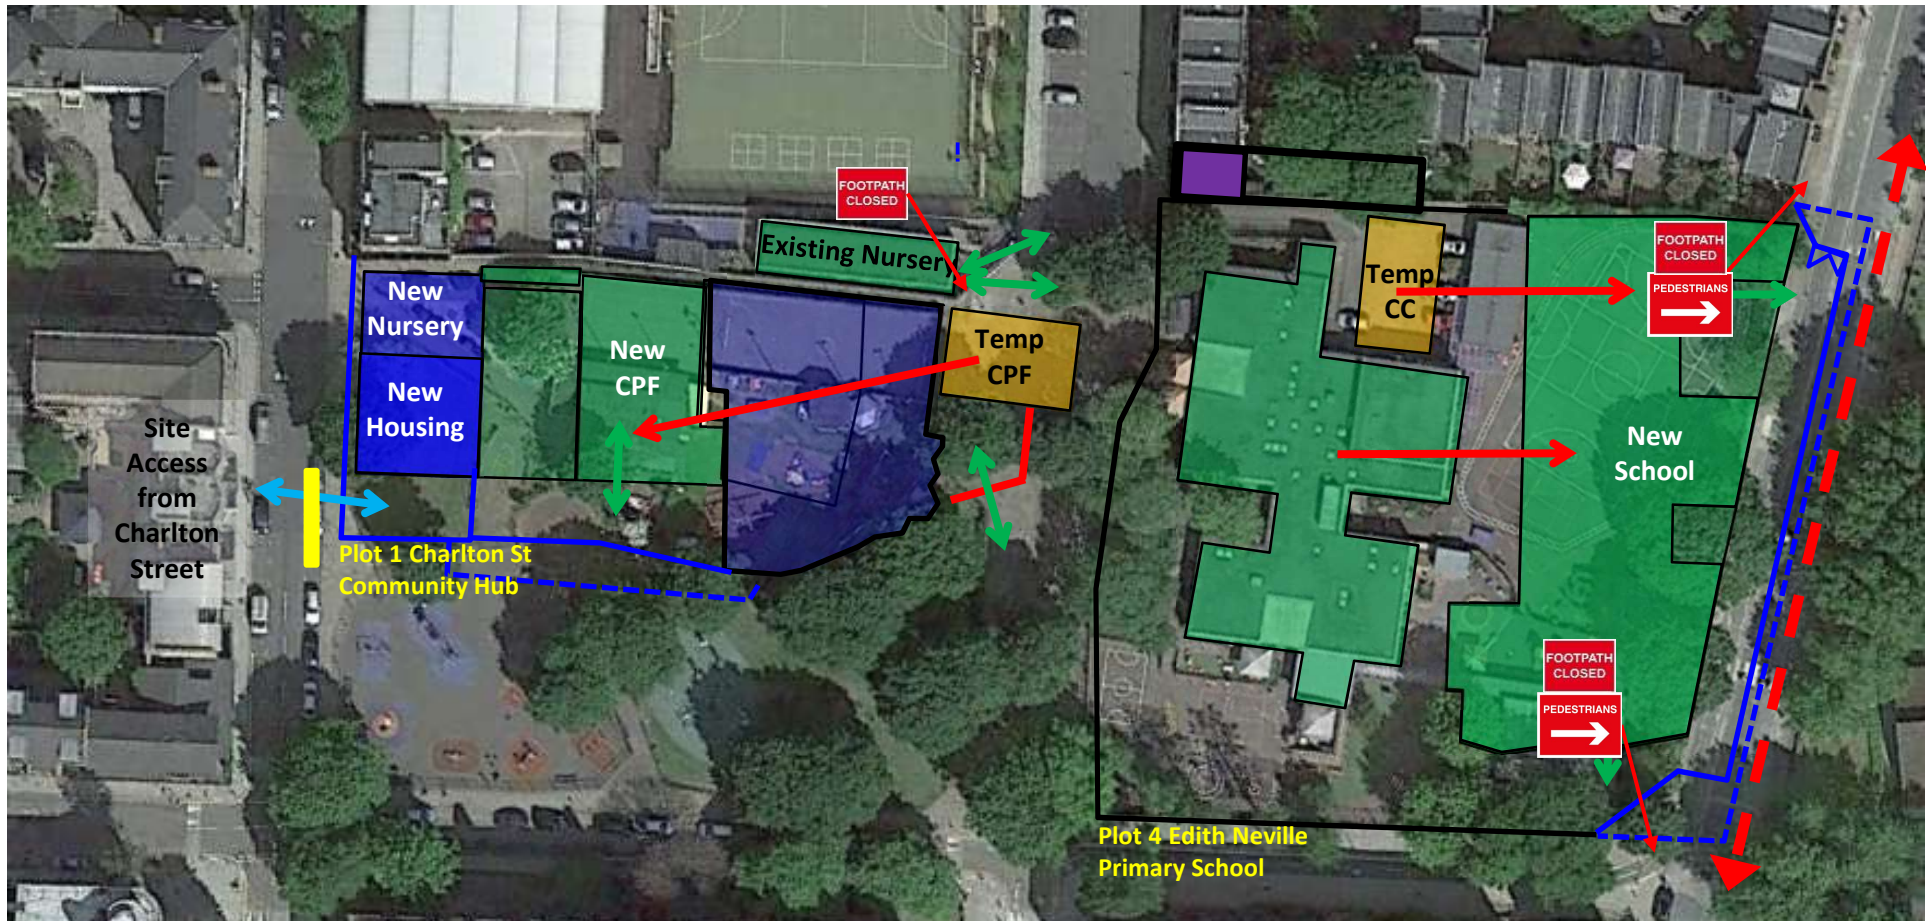 FOOTPATH
CLOSED
Existing Nursery
New
Nursery
New
Housing
New
CPF
Temp
CPF
Site
Access
from
Charlton
Street
Plot 1 Charlton St
Community Hub
!
Temp
CC
FOOTPATH
CLOSED
PEDESTRIANS
New
School
FOOTPATH
CLOSED
PEDESTRIANS
Plot 4 Edith Neville
Primary School